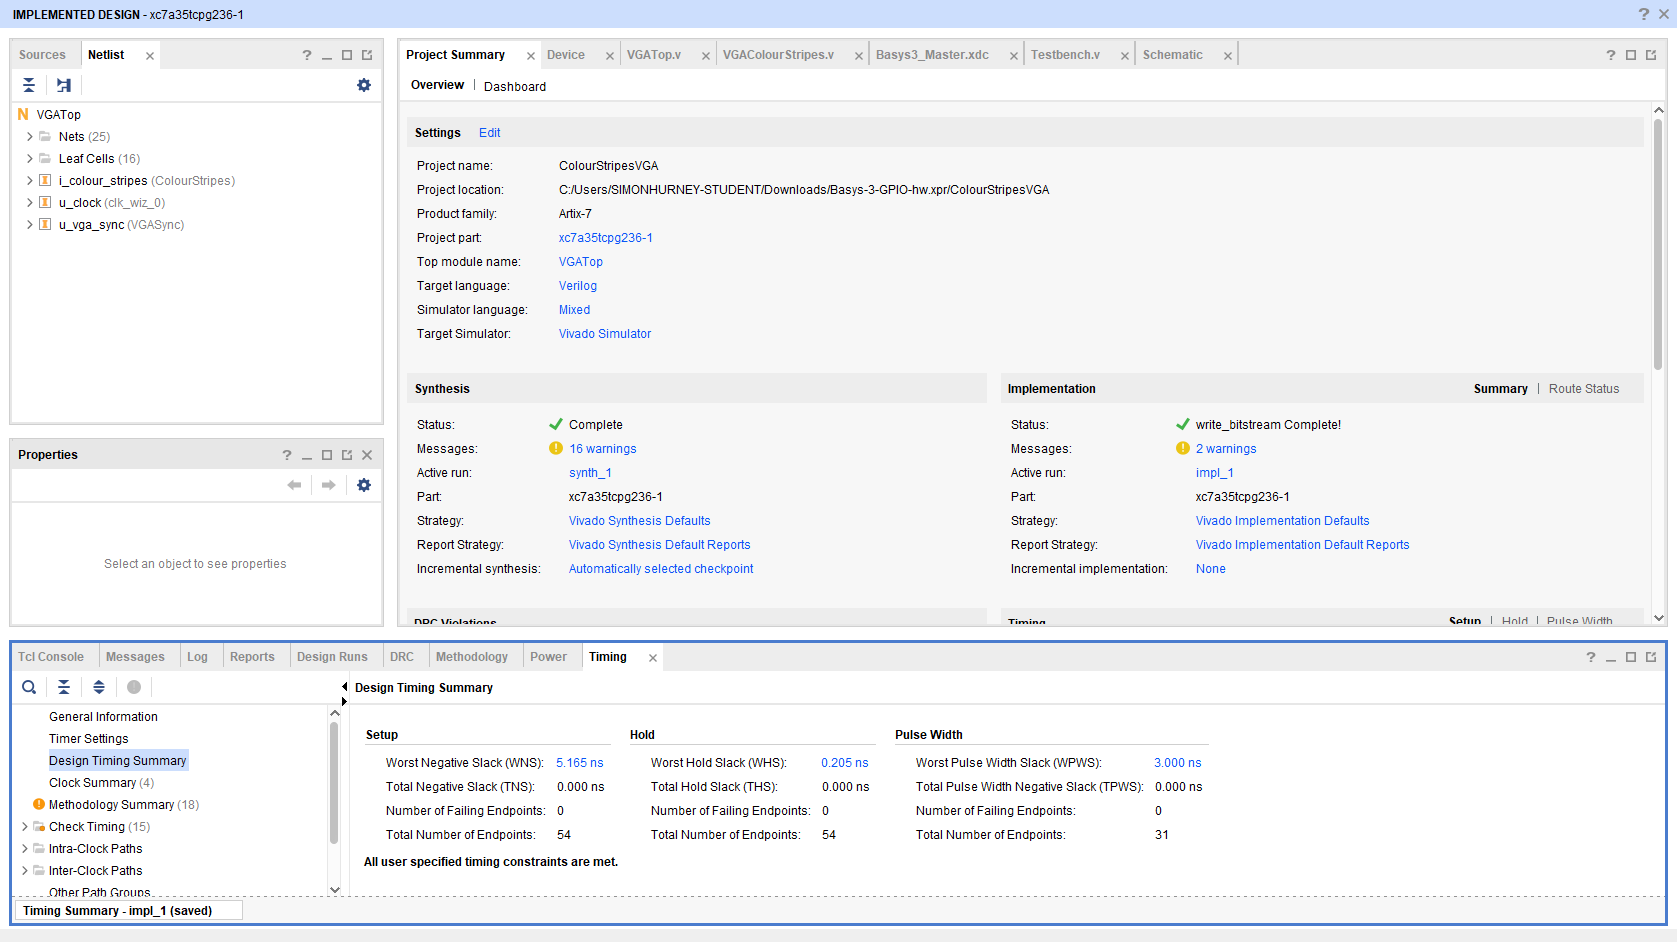 IMPLEMENTED DESIGN - xc7a35tcpg236-1
Sources Netlist
VGATop
Nets (25)
Leaf Cells (16)
i_colour_stripes (ColourStripes)
u_clock (clk_wiz_0)
u_vga_sync (VGASync)
Properties
Select an object to see properties
Project Summary Device VGATop.v VGAColourStripes.v Basys3_Master.xdc Testbench.v Schematic
Overview | Dashboard
Settings Edit
Project name: ColourStripesVGA
Project location: C:/Users/SIMONHURNEY-STUDENT/Downloads/Basys-3-GPIO-hw.xpr/ColourStripesVGA
Product family: Artix-7
Project part: xc7a35tcpg236-1
Top module name: VGATop
Target language: Verilog
Simulator language: Mixed
Target Simulator: Vivado Simulator
Synthesis
Status: Complete
Messages: 16 warnings
Active run: synth_1
Part: xc7a35tcpg236-1
Strategy: Vivado Synthesis Defaults
Report Strategy: Vivado Synthesis Default Reports
Incremental synthesis: Automatically selected checkpoint
Implementation Summary | Route Status
Status: write_bitstream Complete!
Messages: 2 warnings
Active run: impl_1
Part: xc7a35tcpg236-1
Strategy: Vivado Implementation Defaults
Report Strategy: Vivado Implementation Default Reports
Incremental implementation: None
DRC Violations
Timing Setup | Hold | Pulse Width
Tcl Console Messages Log Reports Design Runs DRC Methodology Power Timing
General Information
Timer Settings
Design Timing Summary
Clock Summary (4)
Methodology Summary (18)
Check Timing (15)
Intra-Clock Paths
Inter-Clock Paths
Other Path Groups
Design Timing Summary
Setup
Worst Negative Slack (WNS): 5.165 ns
Total Negative Slack (TNS): 0.000 ns
Number of Failing Endpoints: 0
Total Number of Endpoints: 54
Hold
Worst Hold Slack (WHS): 0.205 ns
Total Hold Slack (THS): 0.000 ns
Number of Failing Endpoints: 0
Total Number of Endpoints: 54
Pulse Width
Worst Pulse Width Slack (WPWS): 3.000 ns
Total Pulse Width Negative Slack (TPWS): 0.000 ns
Number of Failing Endpoints: 0
Total Number of Endpoints: 31
All user specified timing constraints are met.
Timing Summary - impl_1 (saved)